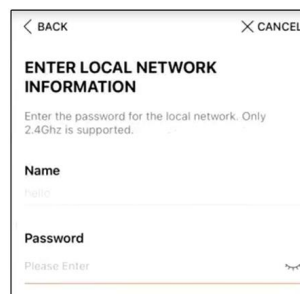 < BACK
X CANCEL
ENTER LOCAL NETWORK
INFORMATION
Enter the password for the local network. Only
2.4Ghz is supported.
Name
hello
Password
Please Enter